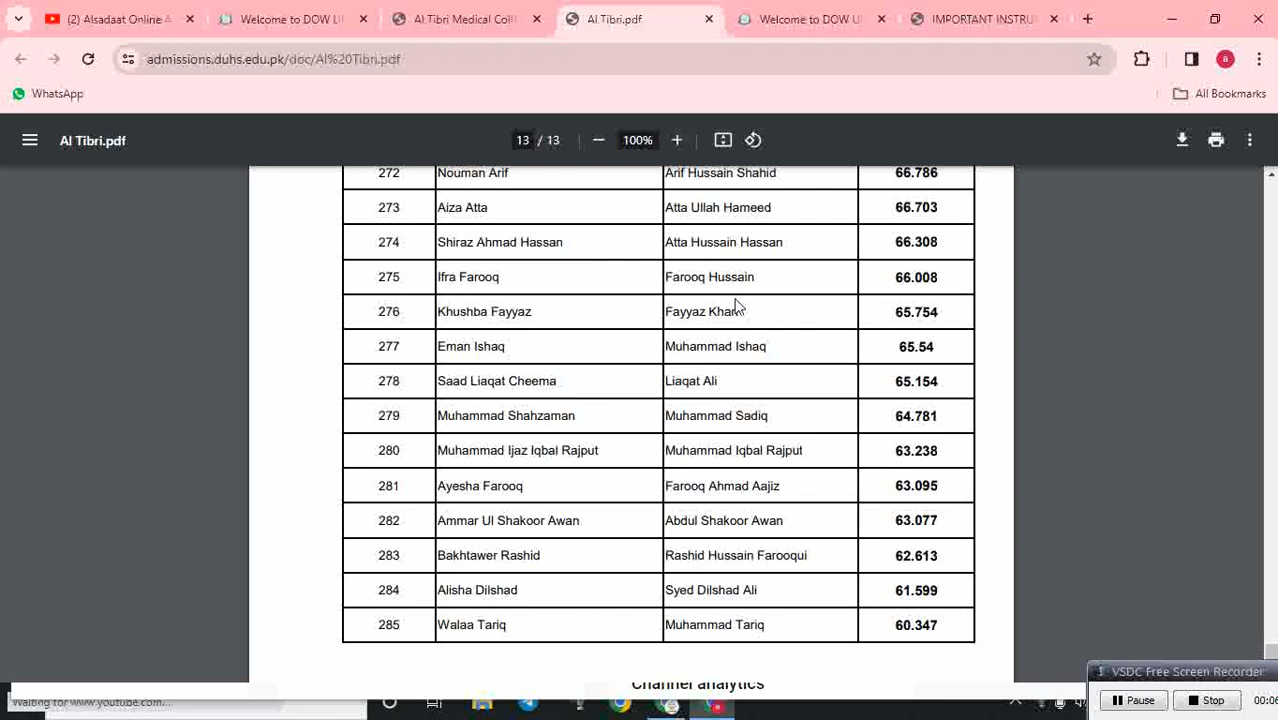 (2) Alsadaat Online A
Welcome to DOW U
Al Tibri Medical Coll
Al Tibri.pdf
Welcome to DOW U
IMPORTANT INSTRU
admissions.duhs.edu.pk/doc/Al%20Tibri.pdf
a
WhatsApp
All Bookmarks
Al Tibri.pdf
13 / 13
100%
272 Nouman Arif Arif Hussain Shahid 66.786
273 Aiza Atta Atta Ullah Hameed 66.703
274 Shiraz Ahmad Hassan Atta Hussain Hassan 66.308
275 Ifra Farooq Farooq Hussain 66.008
276 Khushba Fayyaz Fayyaz Khan 65.754
277 Eman Ishaq Muhammad Ishaq 65.54
278 Saad Liaqat Cheema Liaqat Ali 65.154
279 Muhammad Shahzaman Muhammad Sadiq 64.781
280 Muhammad Ijaz Iqbal Rajput Muhammad Iqbal Rajput 63.238
281 Ayesha Farooq Farooq Ahmad Aajiz 63.095
282 Ammar Ul Shakoor Awan Abdul Shakoor Awan 63.077
283 Bakhtawer Rashid Rashid Hussain Farooqui 62.613
284 Alisha Dilshad Syed Dilshad Ali 61.599
285 Walaa Tariq Muhammad Tariq 60.347
VSDC Free Screen Recorder
Channel analytics
Waiting for www.youtube.com...
Pause
Stop
00:0